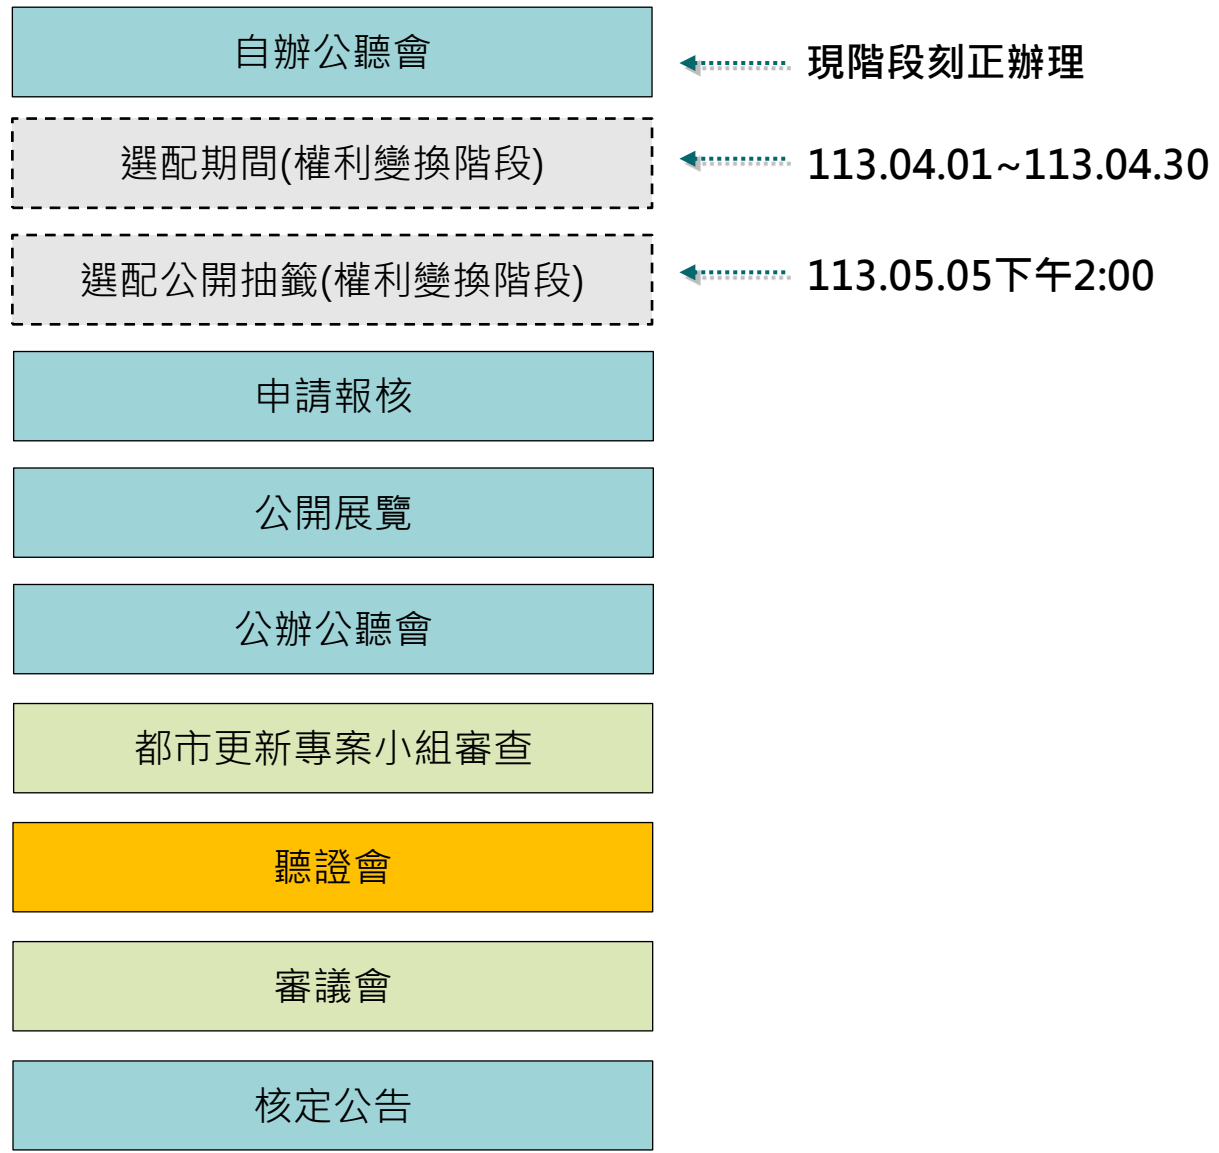 自辦公聽會
現階段刻正辦理
選配期間(權利變換階段)
113.04.01~113.04.30
選配公開抽籤(權利變換階段)
113.05.05下午2:00
申請報核
公開展覽
公辦公聽會
都市更新專案小組審查
聽證會
審議會
核定公告